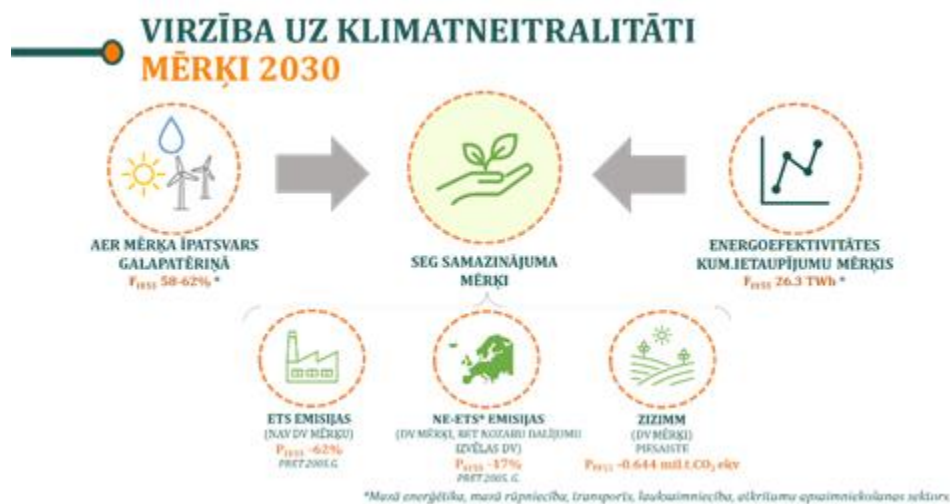 VIRZĪBA UZ KLIMATNEITRALITĀTI
MĒRĶI 2030
AER MĒRĶA ĪPATSVARS
GALAPATĒRIŅĀ
58-62% *
SEG SAMAZINĀJUMA
MĒRĶI
ENERGOEFEKTIVITĀTES
KUM.IETAUPĪJUMU MĒRĶIS
26.3 TWh *
ETS EMISIJAS
(NAV DV MĒRĶU)
-62%
PRET 2005. G.
NE-ETS* EMISIJAS
(DV MĒRĶI, BET NOZARU DALĪJUMU
IZVĒLAS DV)
-17%
PRET 2005. G.
ZIZIMM
(DV MĒRĶI)
PIESAISTE
-0.644 milj.t.CO₂ ekv
*Mazā enerģētika, mazā rūpniecība, transports, lauksaimniecība, atkritumu apsaimniekošanas sektors